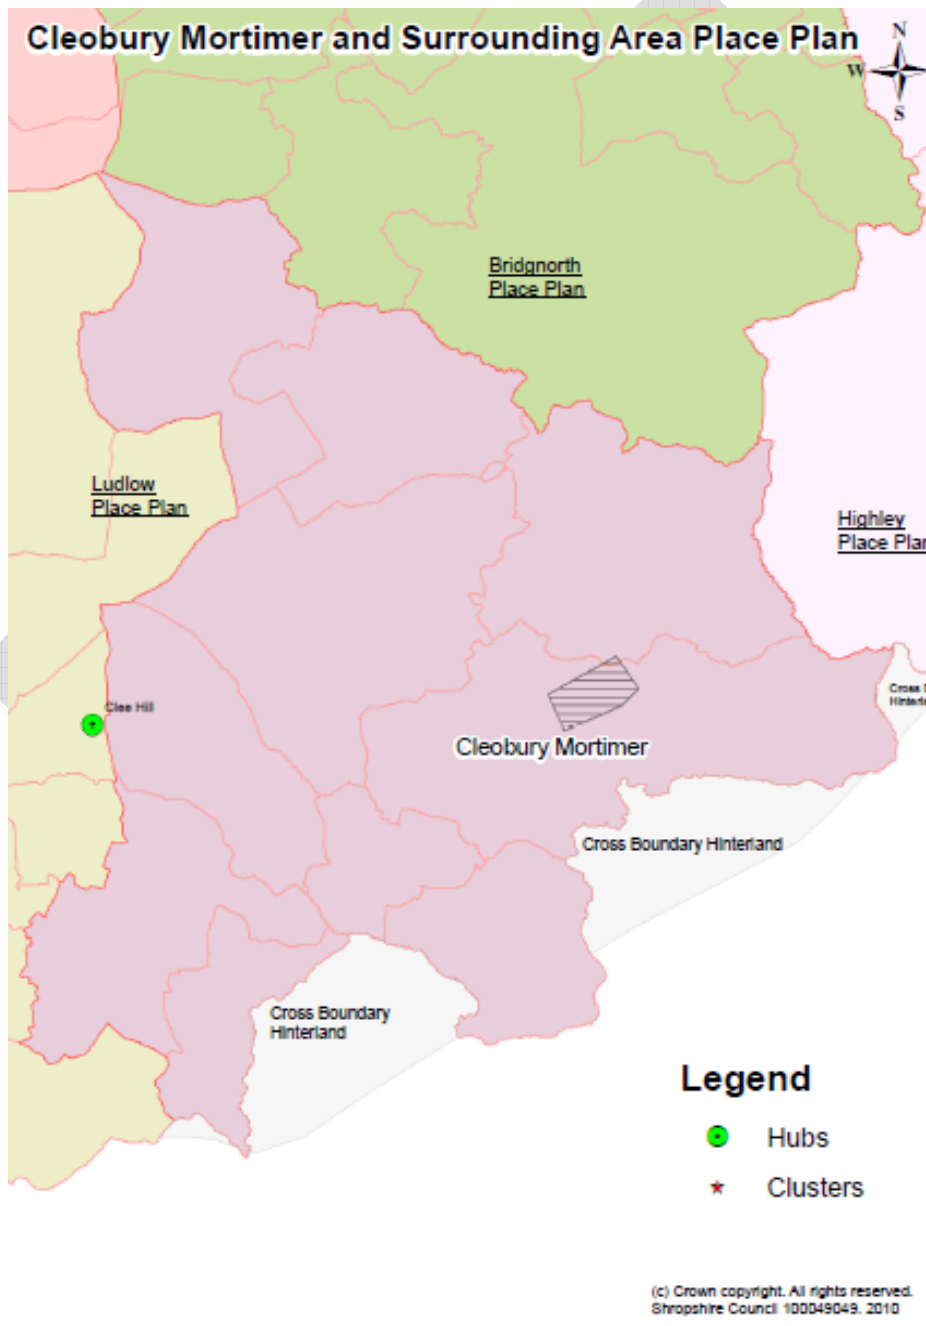 Cleobury Mortimer and Surrounding Area Place Plan
N
W
S
Bridgnorth
Place Plan
Ludlow
Place Plan
Highley
Place Plan
Clee Hill
Cleobury Mortimer
Cross
Cross Boundary Hinterland
Cross Boundary
Hinterland
Legend
Hubs
Clusters
(c) Crown copyright. All rights reserved.
Shropshire Council 100049049. 2010